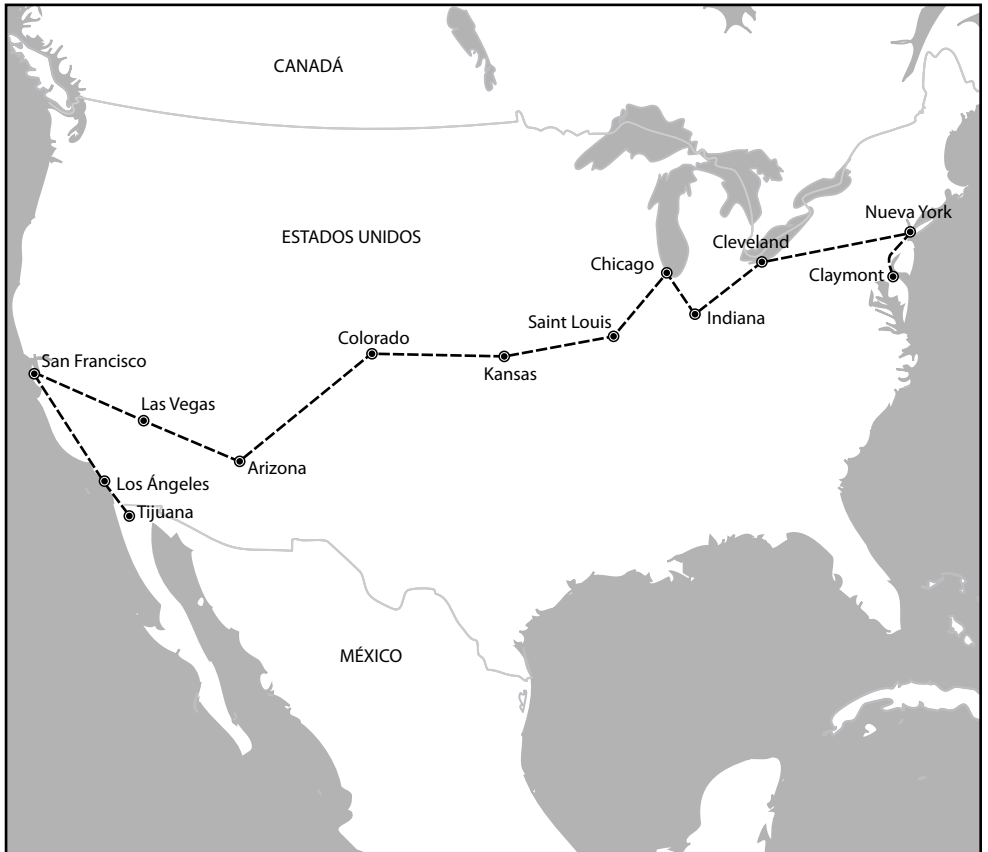 CANADÁ
Nueva York
ESTADOS UNIDOS
Cleveland
Chicago
Claymont
Indiana
Saint Louis
Colorado
Kansas
San Francisco
Las Vegas
Arizona
Los Ángeles
Tijuana
MÉXICO